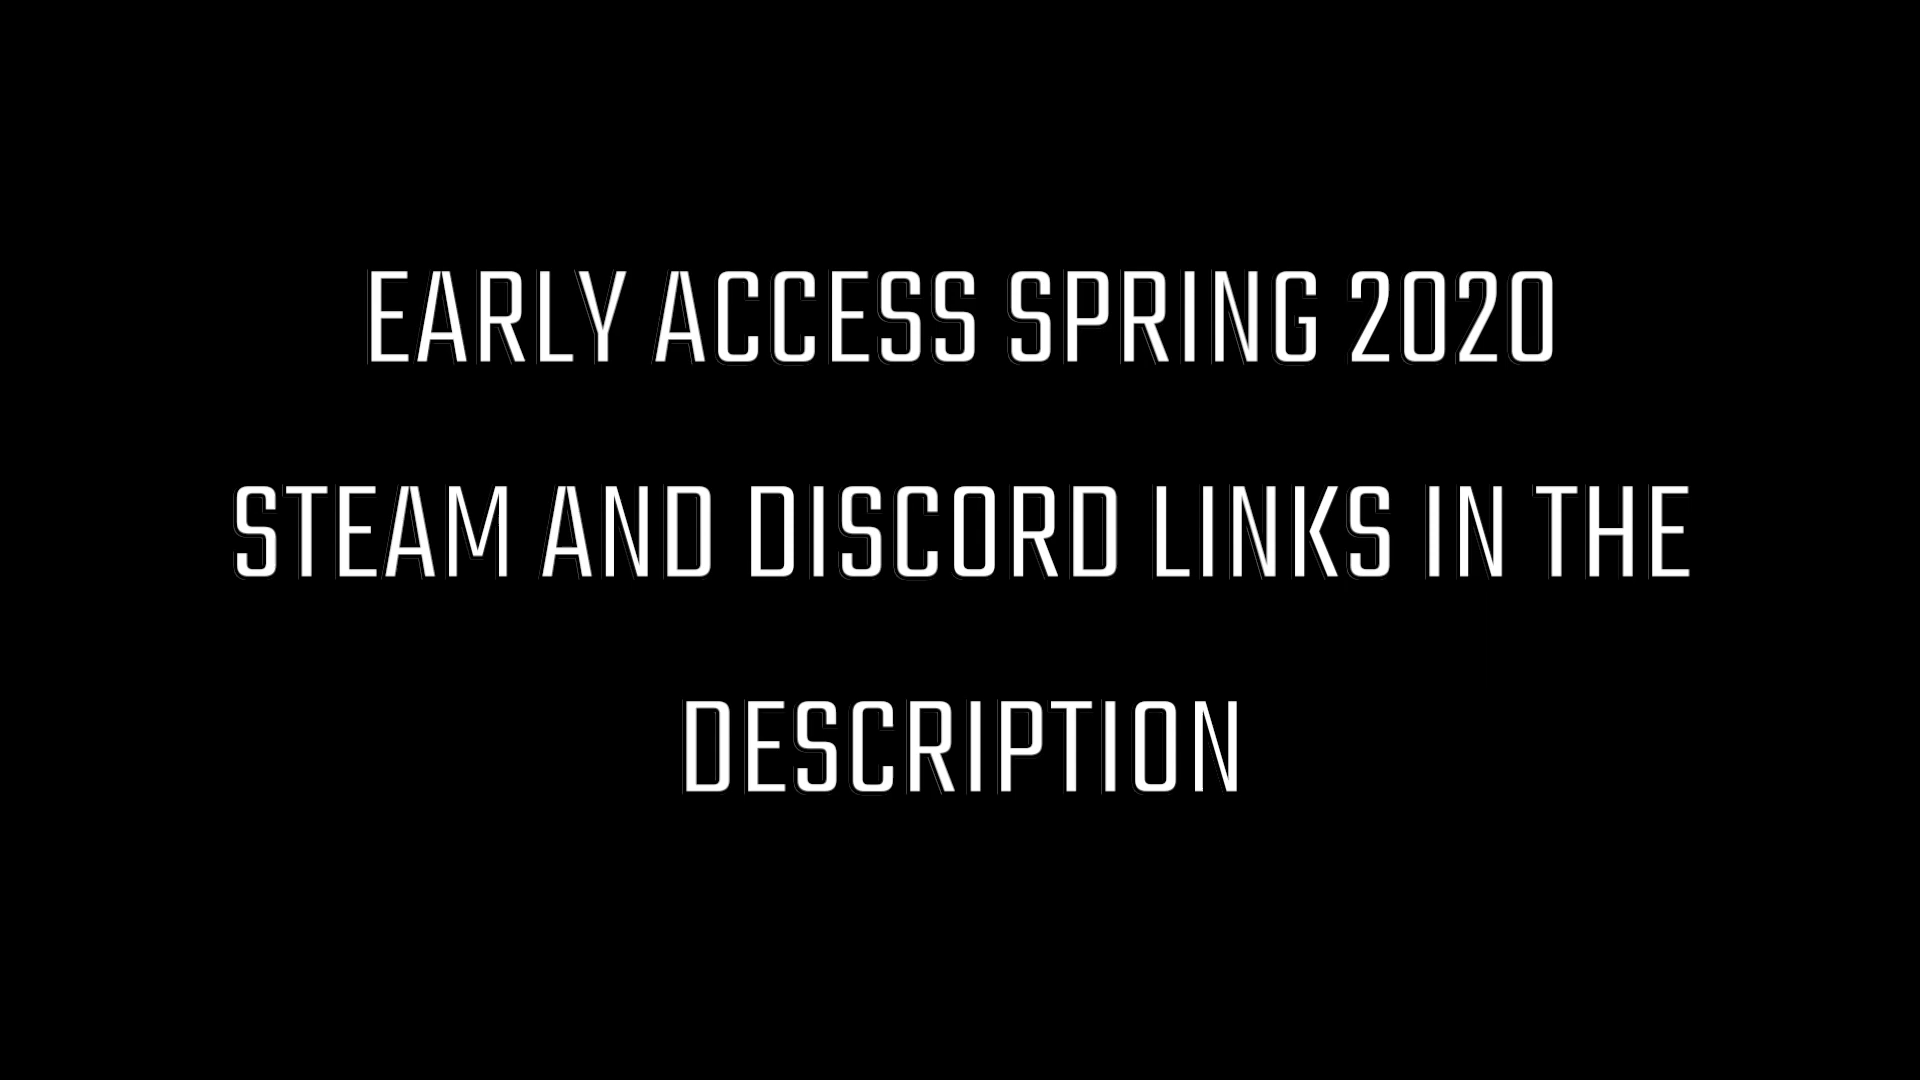 EARLY ACCESS SPRING 2020
STEAM AND DISCORD LINKS IN THE
DESCRIPTION